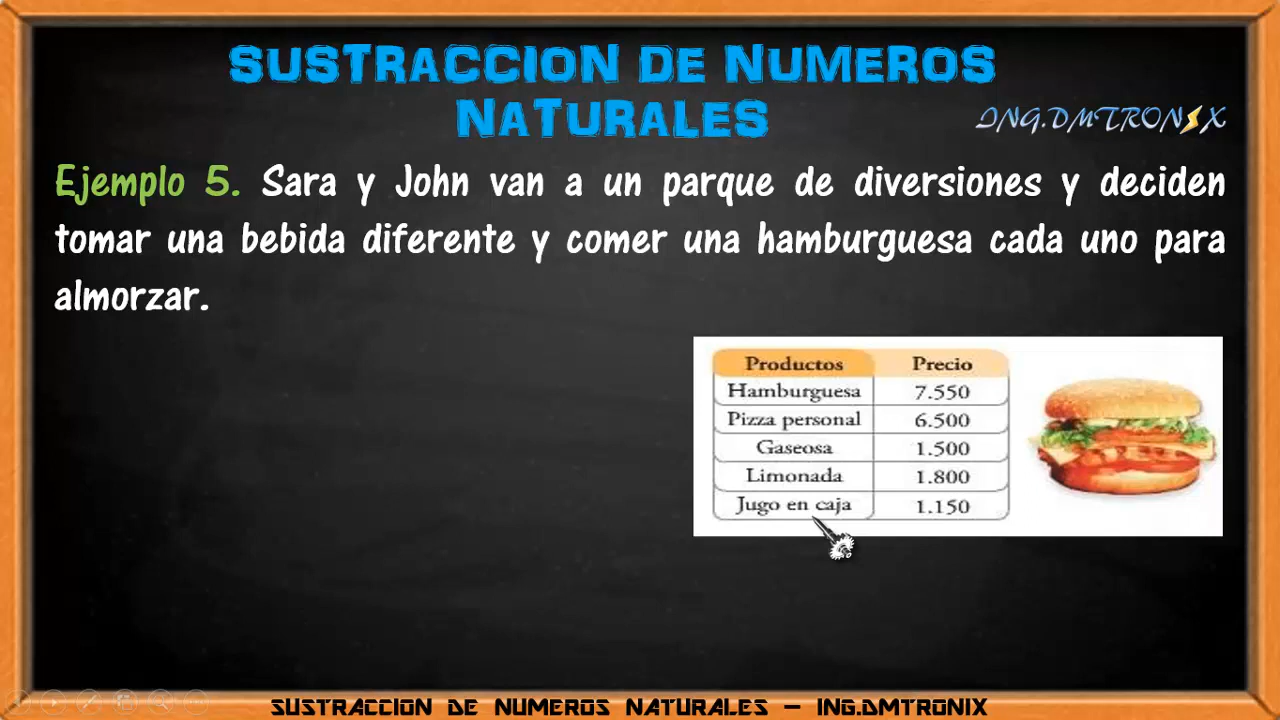 SUSTRACCION DE NUMEROS
NATURALES
ING.DMTRONIX
Ejemplo 5. Sara y John van a un parque de diversiones y deciden
tomar una bebida diferente y comer una hamburguesa cada uno para
almorzar.
Productos Precio
Hamburguesa 7.550
Pizza personal 6.500
Gaseosa 1.500
Limonada 1.800
Jugo en caja 1.150
SUSTRACCION DE NUMEROS NATURALES – ING.DMTRONIX